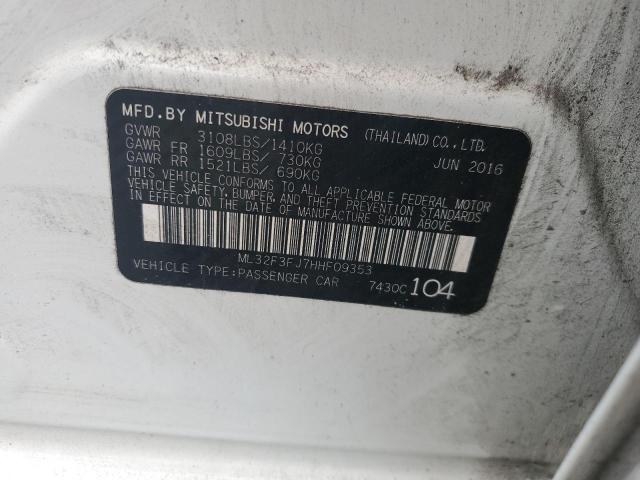 MFD.BY MITSUBISHI MOTORS (THAILAND)CO.,LTD.
GVWR 3108LBS/1410KG JUN 2016
GAWR FR 1609LBS/ 730KG
GAWR RR 1521LBS/ 690KG
THIS VEHICLE CONFORMS TO ALL APPLICABLE FEDERAL MOTOR
VEHICLE SAFETY, BUMPER, AND THEFT PREVENTION STANDARDS
IN EFFECT ON THE DATE OF MANUFACTURE SHOWN ABOVE.
ML32F3FJ7HHF09353
VEHICLE TYPE:PASSENGER CAR 7430C 104